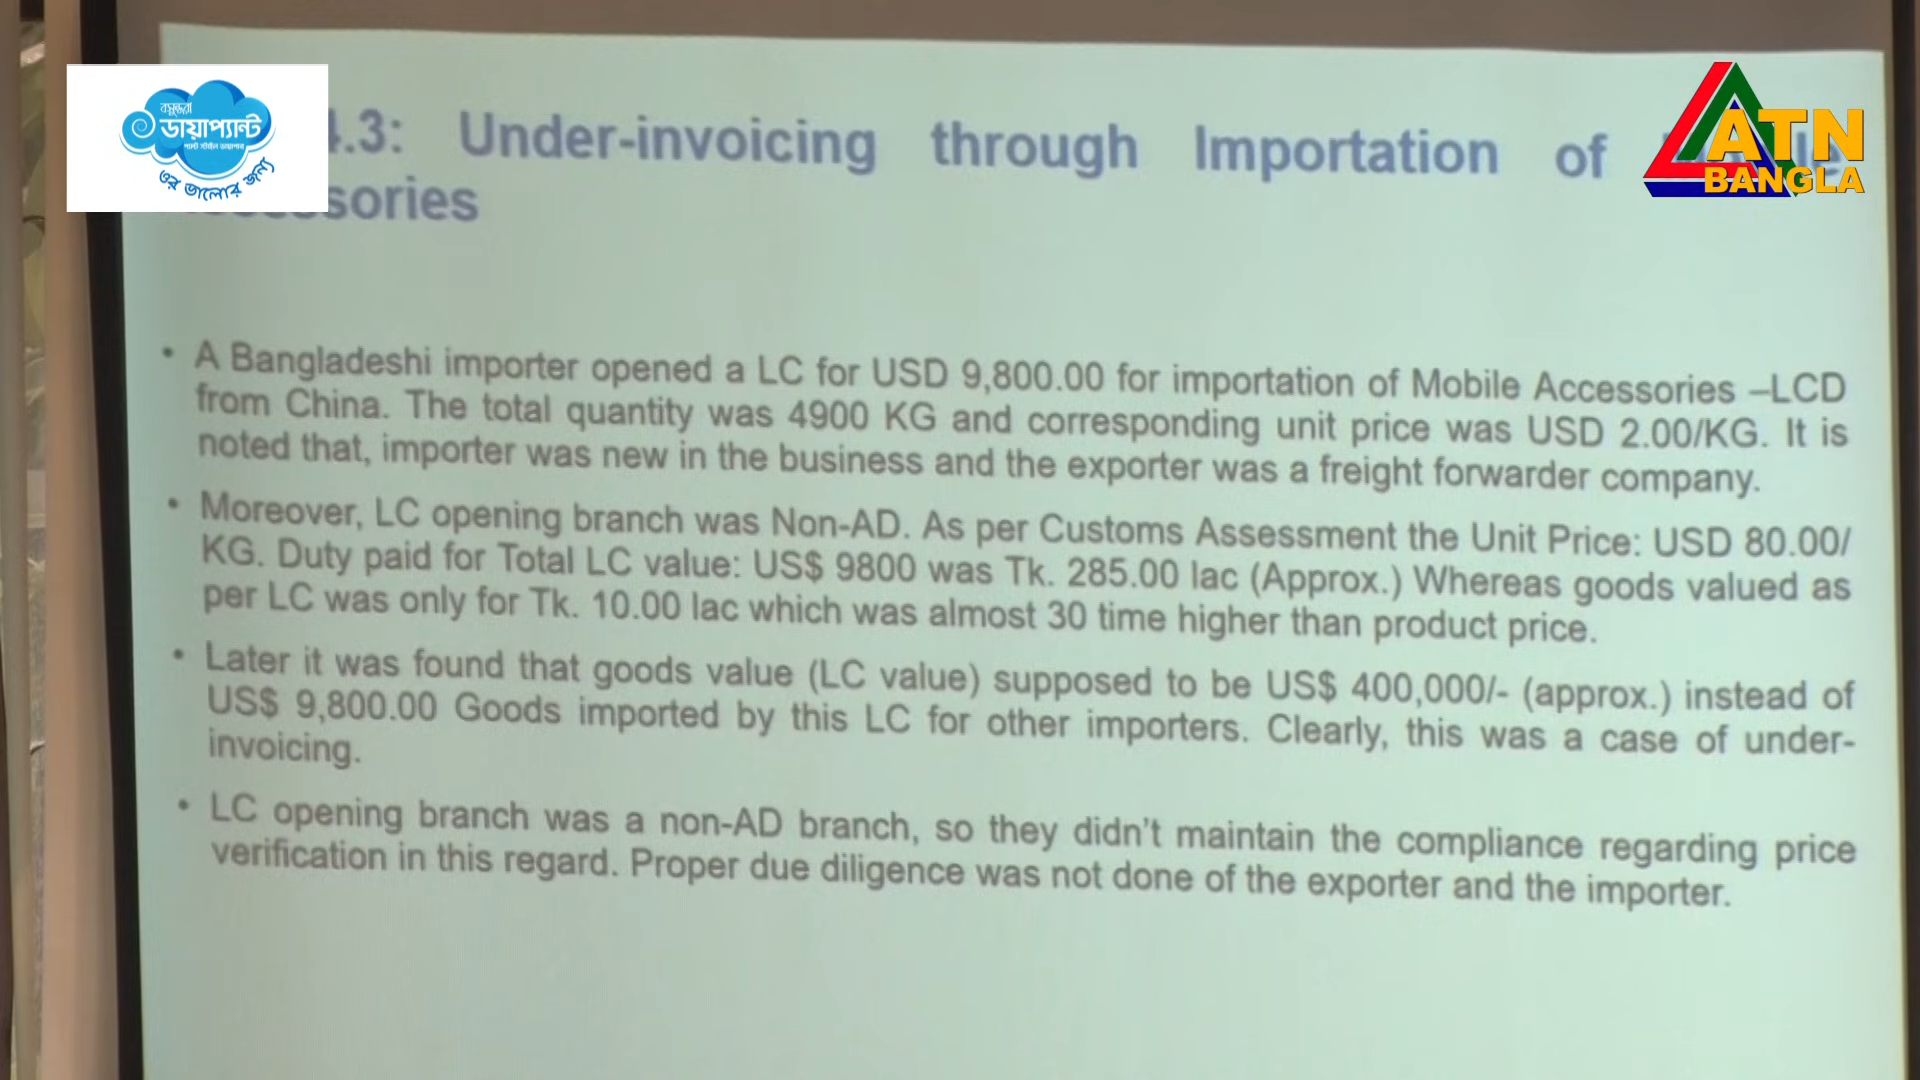 বসুন্ধরা
ডায়াপ্যান্ট
এর ভালোর জন্য
ATN
BANGLA
4.3: Under-invoicing through Importation of
Accessories
• A Bangladeshi importer opened a LC for USD 9,800.00 for importation of Mobile Accessories –LCD
from China. The total quantity was 4900 KG and corresponding unit price was USD 2.00/KG. It is
noted that, importer was new in the business and the exporter was a freight forwarder company.
• Moreover, LC opening branch was Non-AD. As per Customs Assessment the Unit Price: USD 80.00/
KG. Duty paid for Total LC value: US$ 9800 was Tk. 285.00 lac (Approx.) Whereas goods valued as
per LC was only for Tk. 10.00 lac which was almost 30 time higher than product price.
• Later it was found that goods value (LC value) supposed to be US$ 400,000/- (approx.) instead of
US$ 9,800.00 Goods imported by this LC for other importers. Clearly, this was a case of under-
invoicing.
• LC opening branch was a non-AD branch, so they didn't maintain the compliance regarding price
verification in this regard. Proper due diligence was not done of the exporter and the importer.